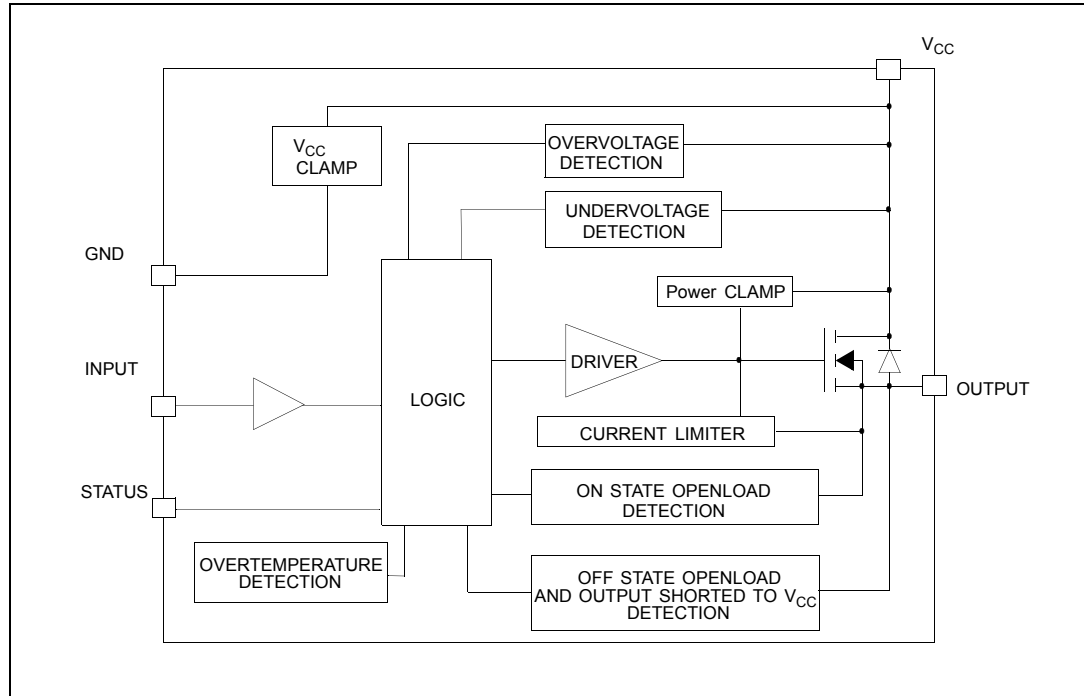 VCC
VCC
CLAMP
OVERVOLTAGE
DETECTION
UNDERVOLTAGE
DETECTION
GND
Power CLAMP
INPUT
DRIVER
LOGIC
OUTPUT
CURRENT LIMITER
STATUS
ON STATE OPENLOAD
DETECTION
OVERTEMPERATURE
DETECTION
OFF STATE OPENLOAD
AND OUTPUT SHORTED TO VCC
DETECTION